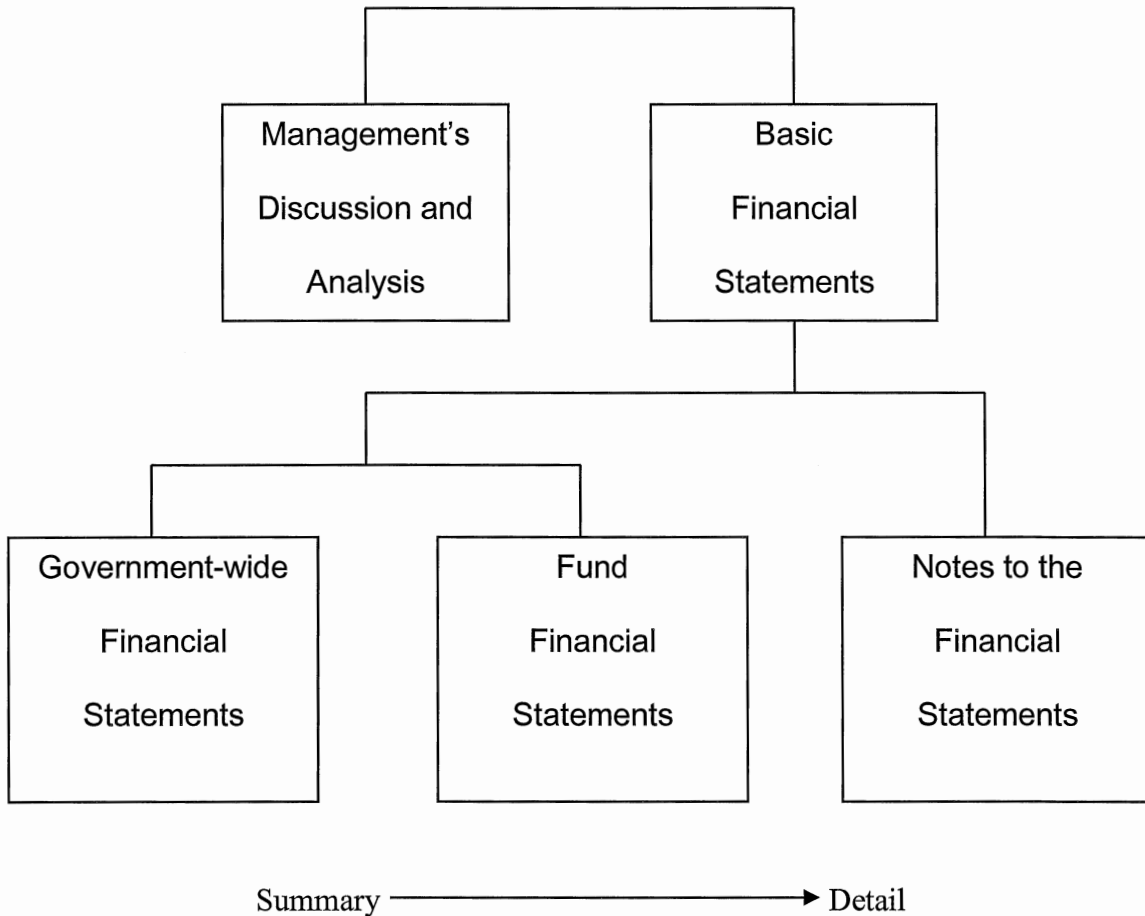 Management's
Discussion and
Analysis
Basic
Financial
Statements
Government-wide
Financial
Statements
Fund
Financial
Statements
Notes to the
Financial
Statements
Summary
Detail